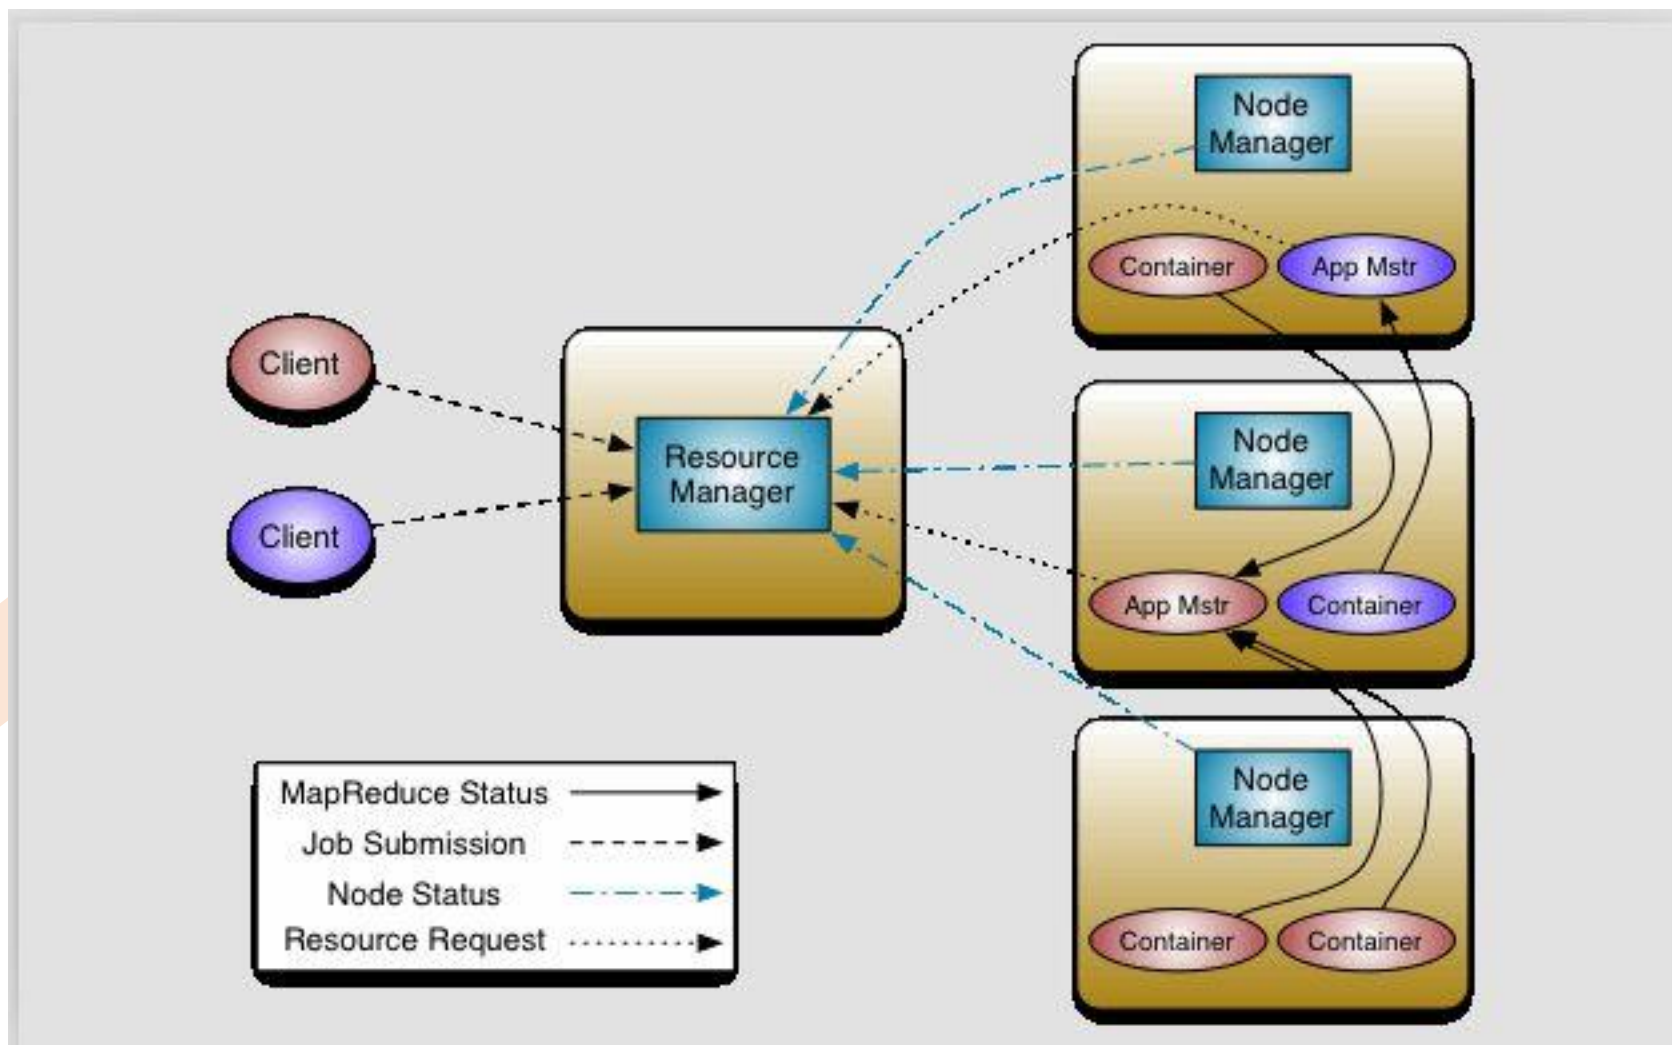 Client
Client
Resource
Manager
Node
Manager
Container
App Mstr
Node
Manager
App Mstr
Container
Node
Manager
Container
Container
MapReduce Status
Job Submission
Node Status
Resource Request